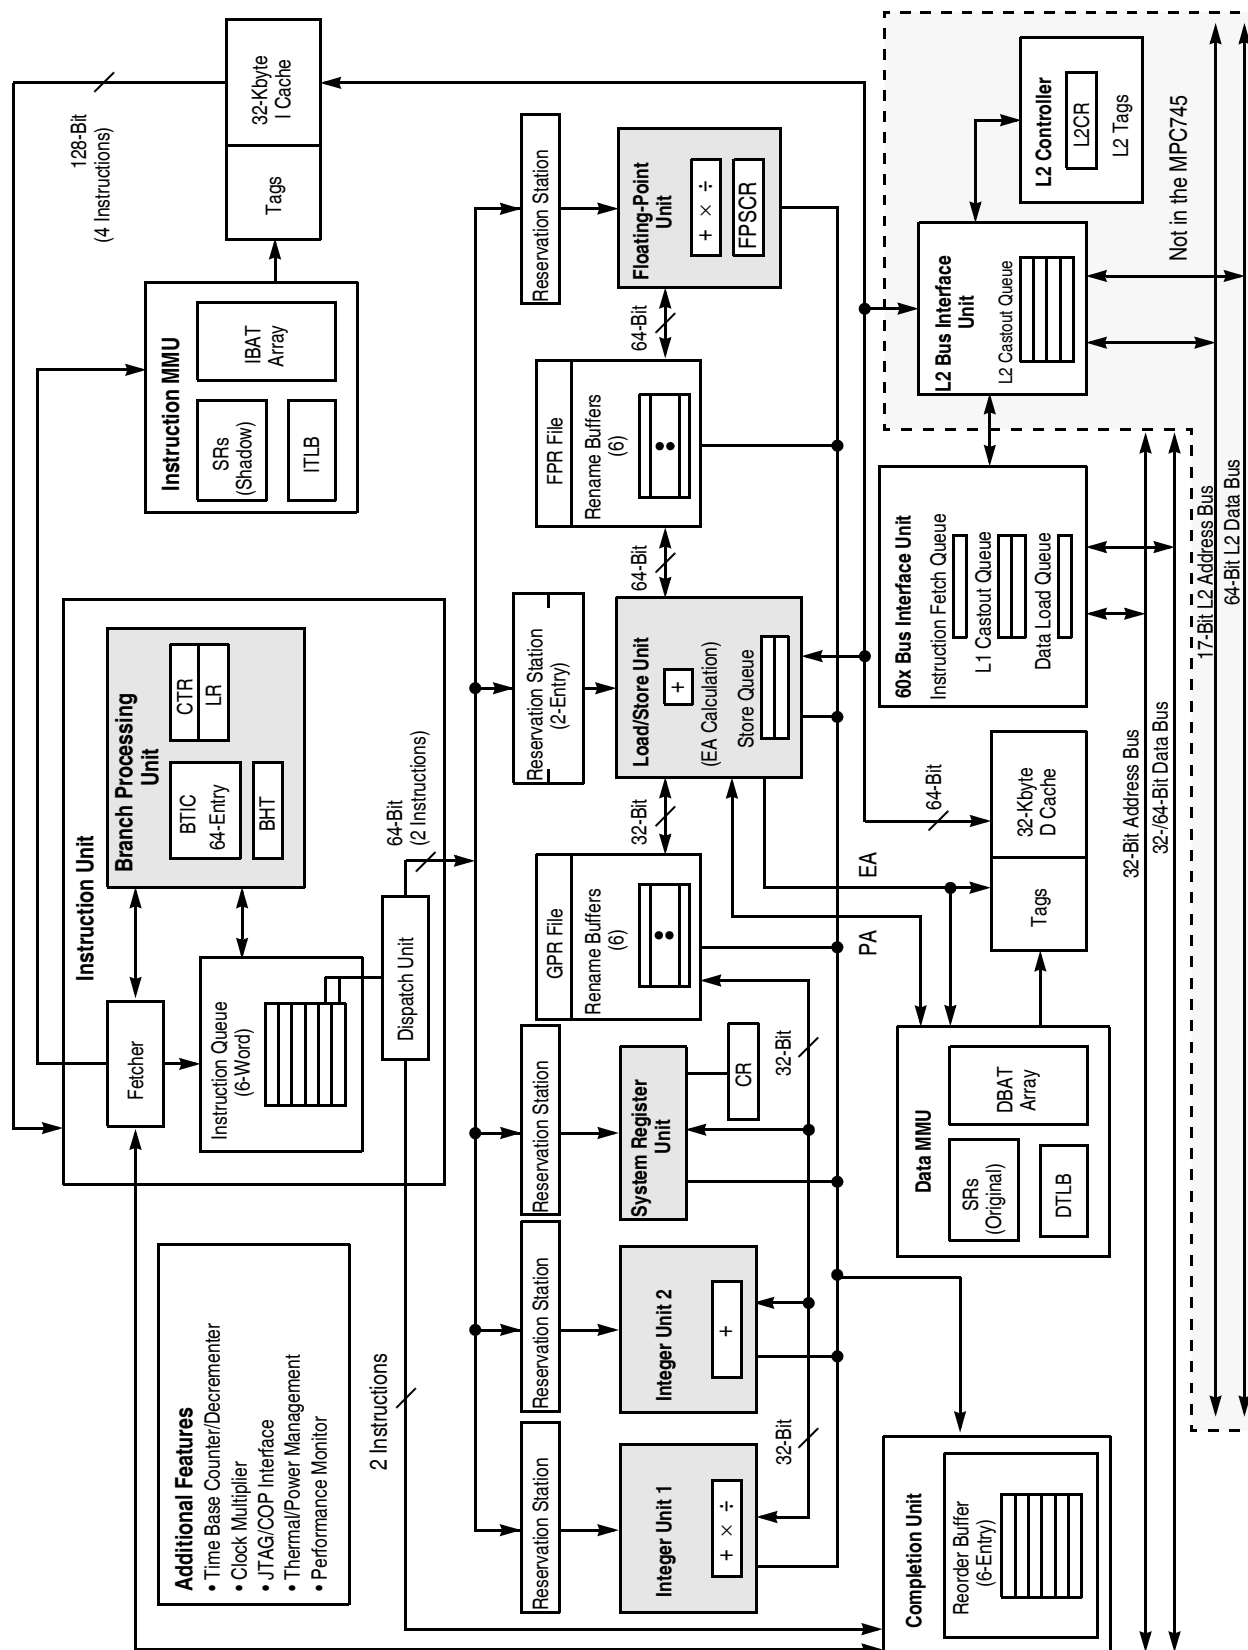 Additional Features
• Time Base Counter/Decrementer
• Clock Multiplier
• JTAG/COP Interface
• Thermal/Power Management
• Performance Monitor
Instruction Unit
Fetcher
Branch Processing
Unit
BTIC
64-Entry
CTR
LR
BHT
Instruction Queue
(6-Word)
Dispatch Unit
64-Bit
(2 Instructions)
2 Instructions
Instruction MMU
SRs
(Shadow)
IBAT
Array
ITLB
128-Bit
(4 Instructions)
Tags
32-Kbyte
I Cache
Reservation Station
Reservation Station
Reservation Station
Reservation Station
(2-Entry)
Reservation Station
Integer Unit 1
+ × ÷
Integer Unit 2
+
System Register
Unit
CR
32-Bit
32-Bit
GPR File
Rename Buffers
(6)
32-Bit
Load/Store Unit
+
(EA Calculation)
Store Queue
64-Bit
FPR File
Rename Buffers
(6)
64-Bit
Floating-Point
Unit
+ × ÷
FPSCR
PA
EA
64-Bit
Completion Unit
Reorder Buffer
(6-Entry)
Data MMU
SRs
(Original)
DBAT
Array
DTLB
Tags
32-Kbyte
D Cache
60x Bus Interface Unit
Instruction Fetch Queue
L1 Castout Queue
Data Load Queue
L2 Bus Interface
Unit
L2 Castout Queue
L2 Controller
L2CR
L2 Tags
Not in the MPC745
32-Bit Address Bus
32-/64-Bit Data Bus
17-Bit L2 Address Bus
64-Bit L2 Data Bus